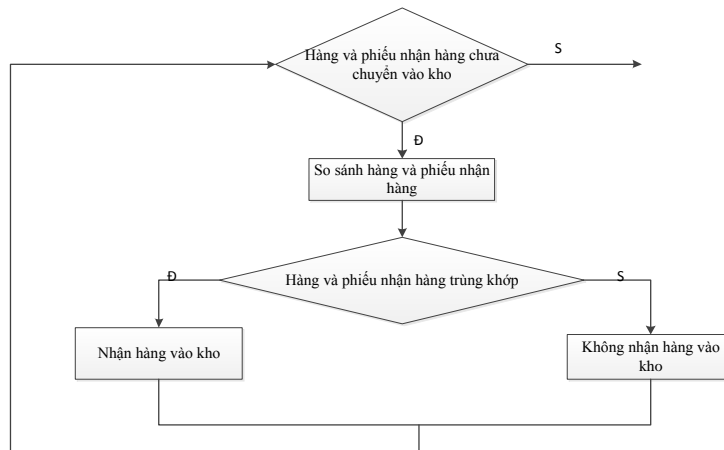 Hàng và phiếu nhận hàng chưa
chuyển vào kho
S
Đ
So sánh hàng và phiếu nhận
hàng
Hàng và phiếu nhận hàng trùng khớp
Đ
S
Nhận hàng vào kho
Không nhận hàng vào
kho